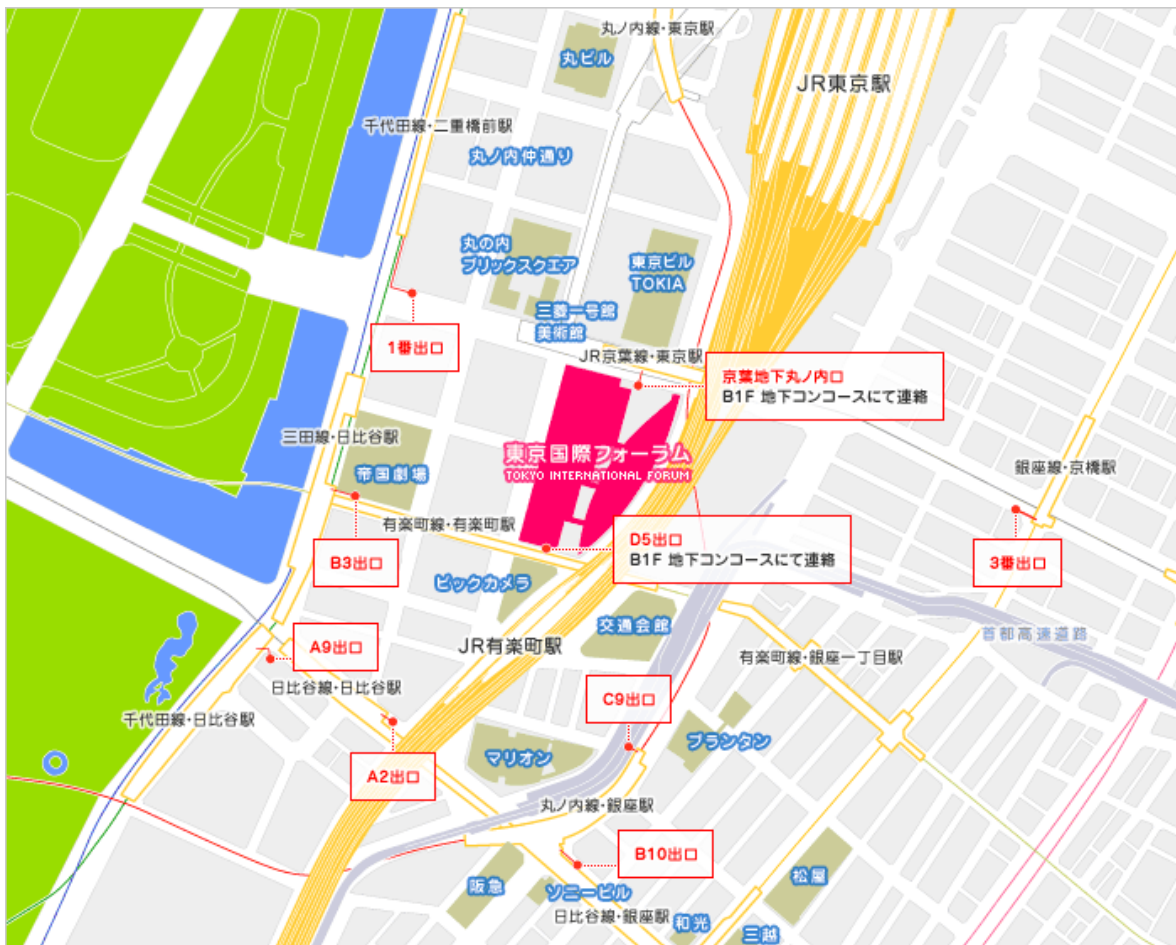 丸ノ内線・東京駅
丸ビル
JR東京駅
千代田線・二重橋前駅
丸ノ内仲通り
丸の内
ブリックスクエア
東京ビル
TOKIA
三菱一号館
美術館
1番出口
JR京葉線・東京駅
京葉地下丸ノ内口
B1F 地下コンコースにて連絡
三田線・日比谷駅
帝国劇場
東京国際フォーラム
TOKYO INTERNATIONAL FORUM
銀座線・京橋駅
有楽町線・有楽町駅
D5出口
B1F 地下コンコースにて連絡
B3出口
3番出口
ビックカメラ
交通会館
首都高速道路
JR有楽町駅
A9出口
有楽町線・銀座一丁目駅
日比谷線・日比谷駅
C9出口
千代田線・日比谷駅
プランタン
マリオン
A2出口
丸ノ内線・銀座駅
B10出口
阪急
ソニービル
松屋
日比谷線・銀座駅
和光
三越